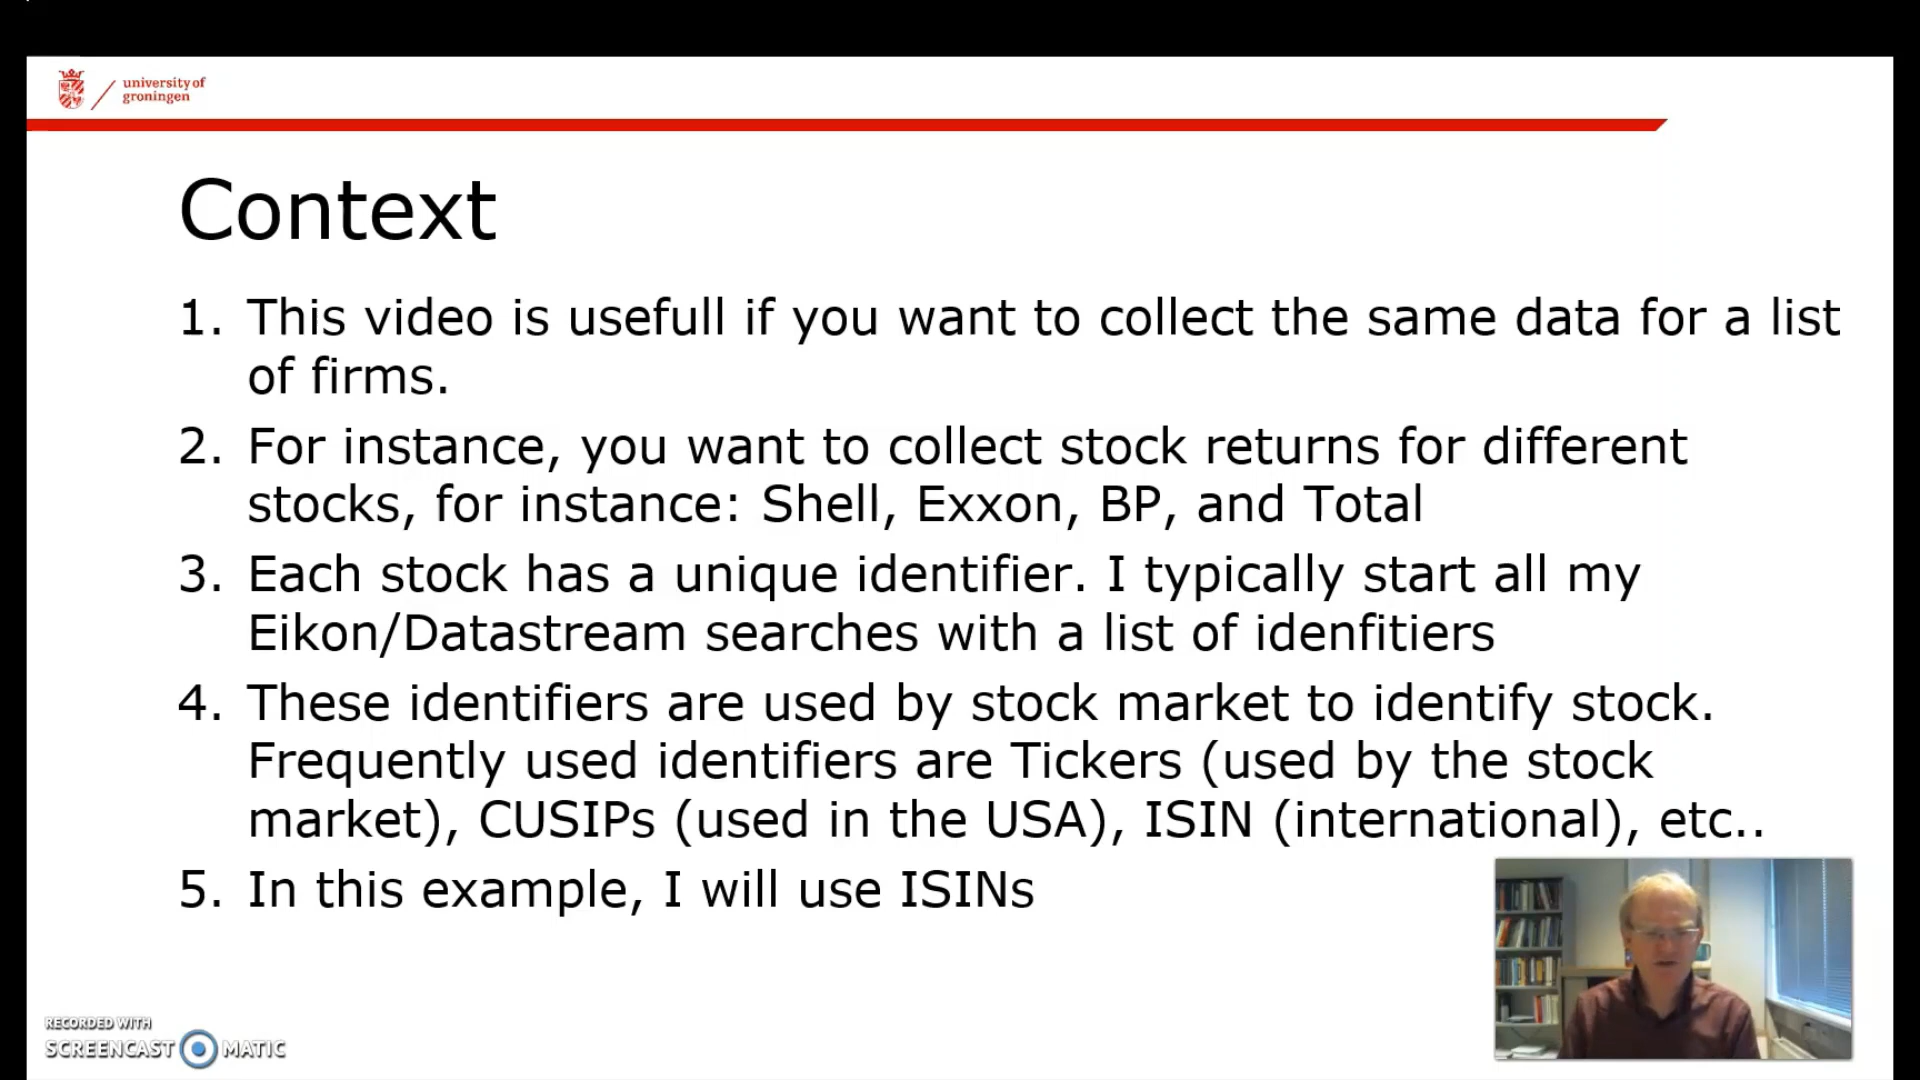 university of
groningen
Context
1. This video is usefull if you want to collect the same data for a list
of firms.
2. For instance, you want to collect stock returns for different
stocks, for instance: Shell, Exxon, BP, and Total
3. Each stock has a unique identifier. I typically start all my
Eikon/Datastream searches with a list of idenfitiers
4. These identifiers are used by stock market to identify stock.
Frequently used identifiers are Tickers (used by the stock
market), CUSIPs (used in the USA), ISIN (international), etc..
5. In this example, I will use ISINs
RECORDED WITH
SCREENCAST MATIC